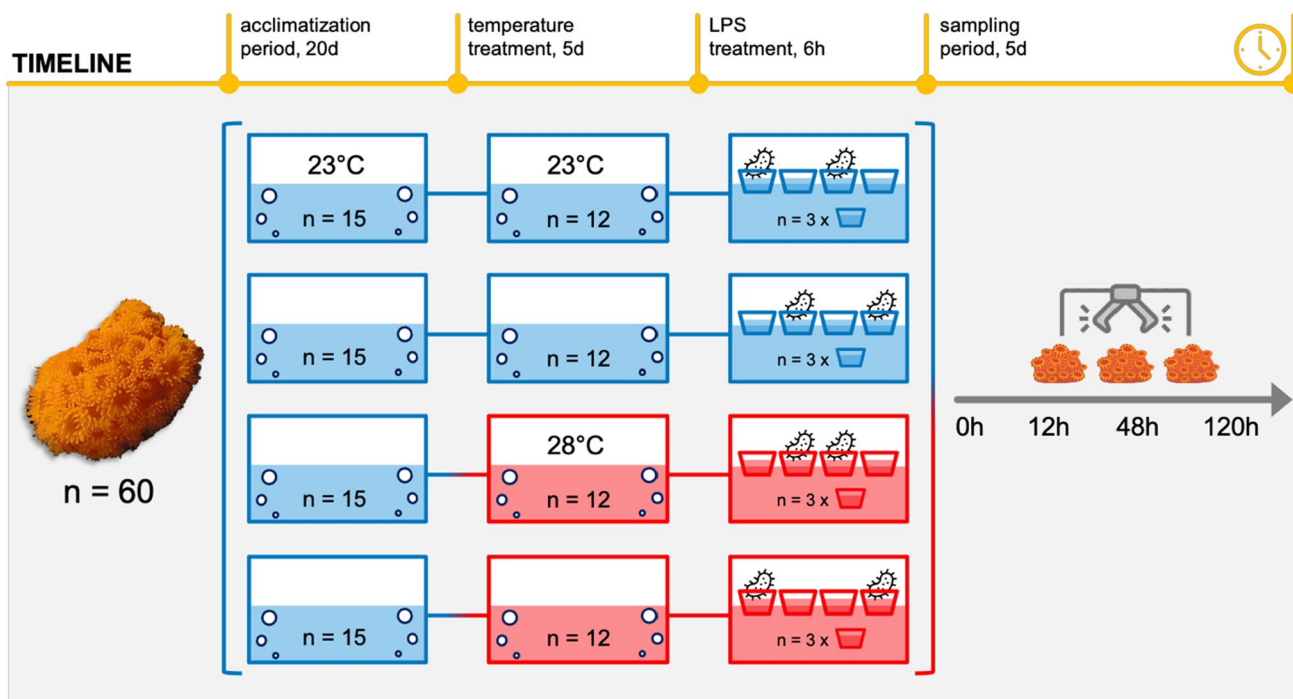 TIMELINE
acclimatization
period, 20d
temperature
treatment, 5d
LPS
treatment, 6h
sampling
period, 5d
23°C
n = 15
23°C
n = 12
n = 3 x
n = 15
n = 12
n = 3 x
n = 60
n = 15
28°C
n = 12
n = 3 x
n = 15
n = 12
n = 3 x
0h 12h 48h 120h